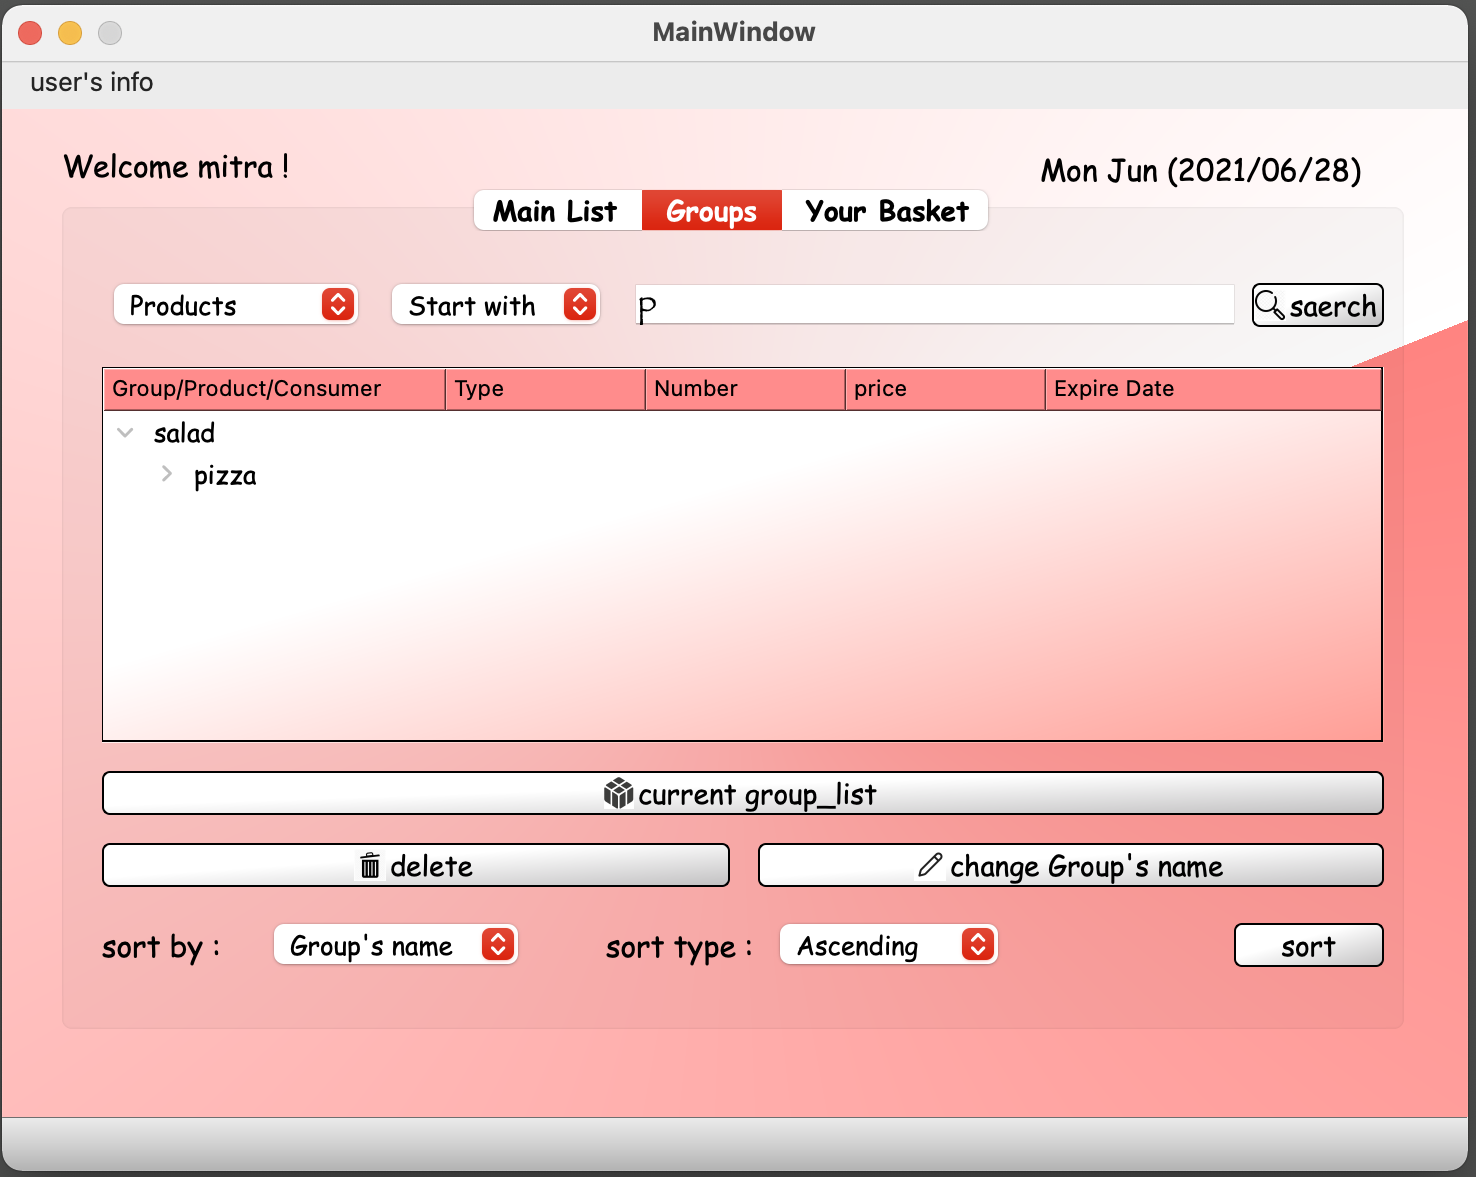 MainWindow
user's info
Welcome mitra !
Mon Jun (2021/06/28)
Main List Groups Your Basket
Products Start with p saerch
Group/Product/Consumer Type Number price Expire Date
salad
pizza
current group_list
delete change Group's name
sort by : Group's name sort type : Ascending sort